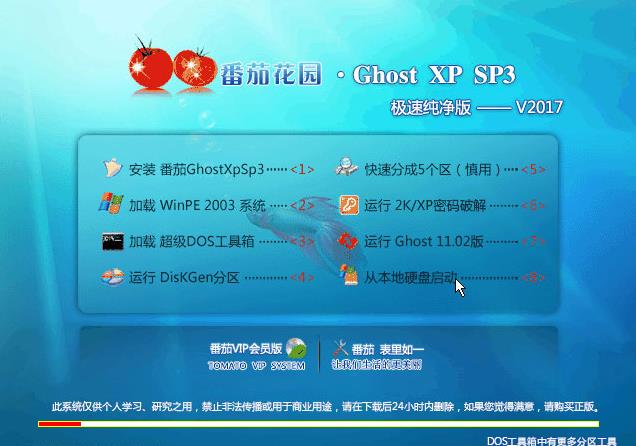 番茄花园·Ghost XP SP3
极速纯净版 —— V2017
安装 番茄GhostXpSp3······<1>
快速分成5个区（慎用）····<5>
加载 WinPE 2003 系统 ·······<2>
运行 2K/XP密码破解 ·······<6>
加载 超级DOS工具箱 ········<3>
运行 Ghost 11.02版·········<7>
运行 DisKGen分区 ···········<4>
从本地硬盘启动···············<8>
番茄VIP会员版
番茄 表里如一
TOMATO VIP SYSTEM
让我们生活的更美丽
此系统仅供个人学习、研究之用，禁止非法传播或用于商业用途，请在下载后24小时内删除，如果您觉得满意，请购买正版。
DOS工具箱中有更多分区工具